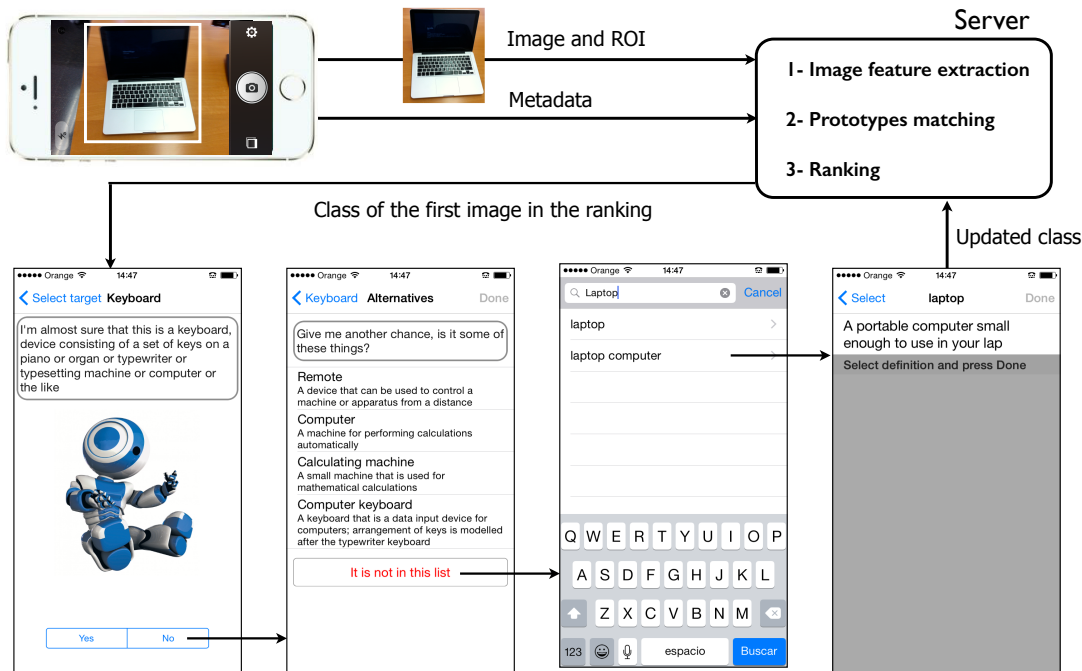 Server
Image and ROI
Metadata
1- Image feature extraction
2- Prototypes matching
3- Ranking
Class of the first image in the ranking
Updated class
Orange 14:47
Select target Keyboard
I'm almost sure that this is a keyboard,
device consisting of a set of keys on a
piano or organ or typewriter or
typesetting machine or computer or
the like
Yes No
Orange 14:47
Keyboard Alternatives Done
Give me another chance, is it some of
these things?
Remote
A device that can be used to control a
machine or apparatus from a distance
Computer
A machine for performing calculations
automatically
Calculating machine
A small machine that is used for
mathematical calculations
Computer keyboard
A keyboard that is a data input device for
computers; arrangement of keys is modelled
after the typewriter keyboard
It is not in this list
Orange 14:47
Laptop Cancel
laptop
laptop computer
Q W E R T Y U I O P
A S D F G H J K L
Z X C V B N M
123 espacio Buscar
Orange 14:47
Select laptop Done
A portable computer small
enough to use in your lap
Select definition and press Done